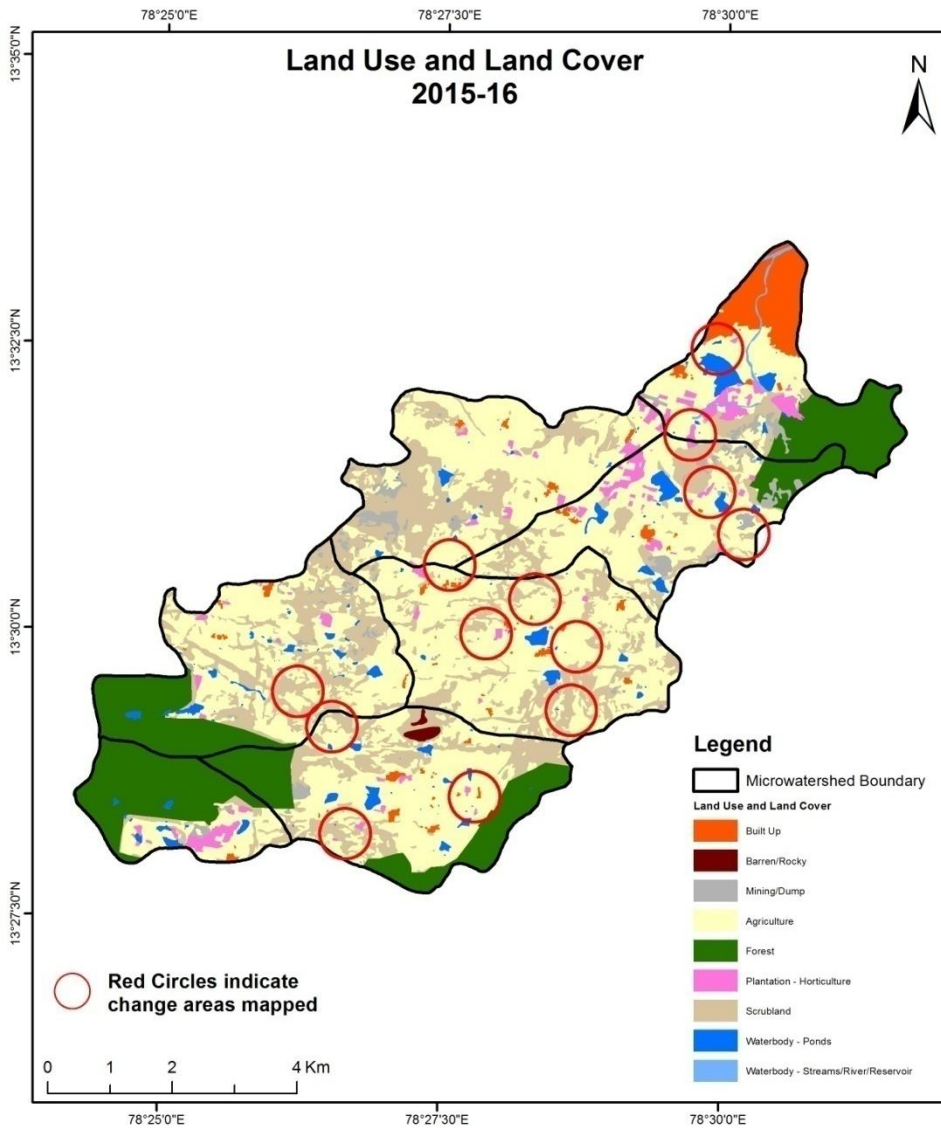 78°25'0"E 78°27'30"E 78°30'0"E
Land Use and Land Cover
2015-16
N
13°35'0"N
13°32'30"N
13°30'0"N
13°27'30"N
Legend
Microwatershed Boundary
Land Use and Land Cover
Built Up
Barren/Rocky
Mining/Dump
Agriculture
Forest
Plantation - Horticulture
Scrubland
Waterbody - Ponds
Waterbody - Streams/River/Reservoir
Red Circles indicate
change areas mapped
0 1 2 4 Km
78°25'0"E 78°27'30"E 78°30'0"E